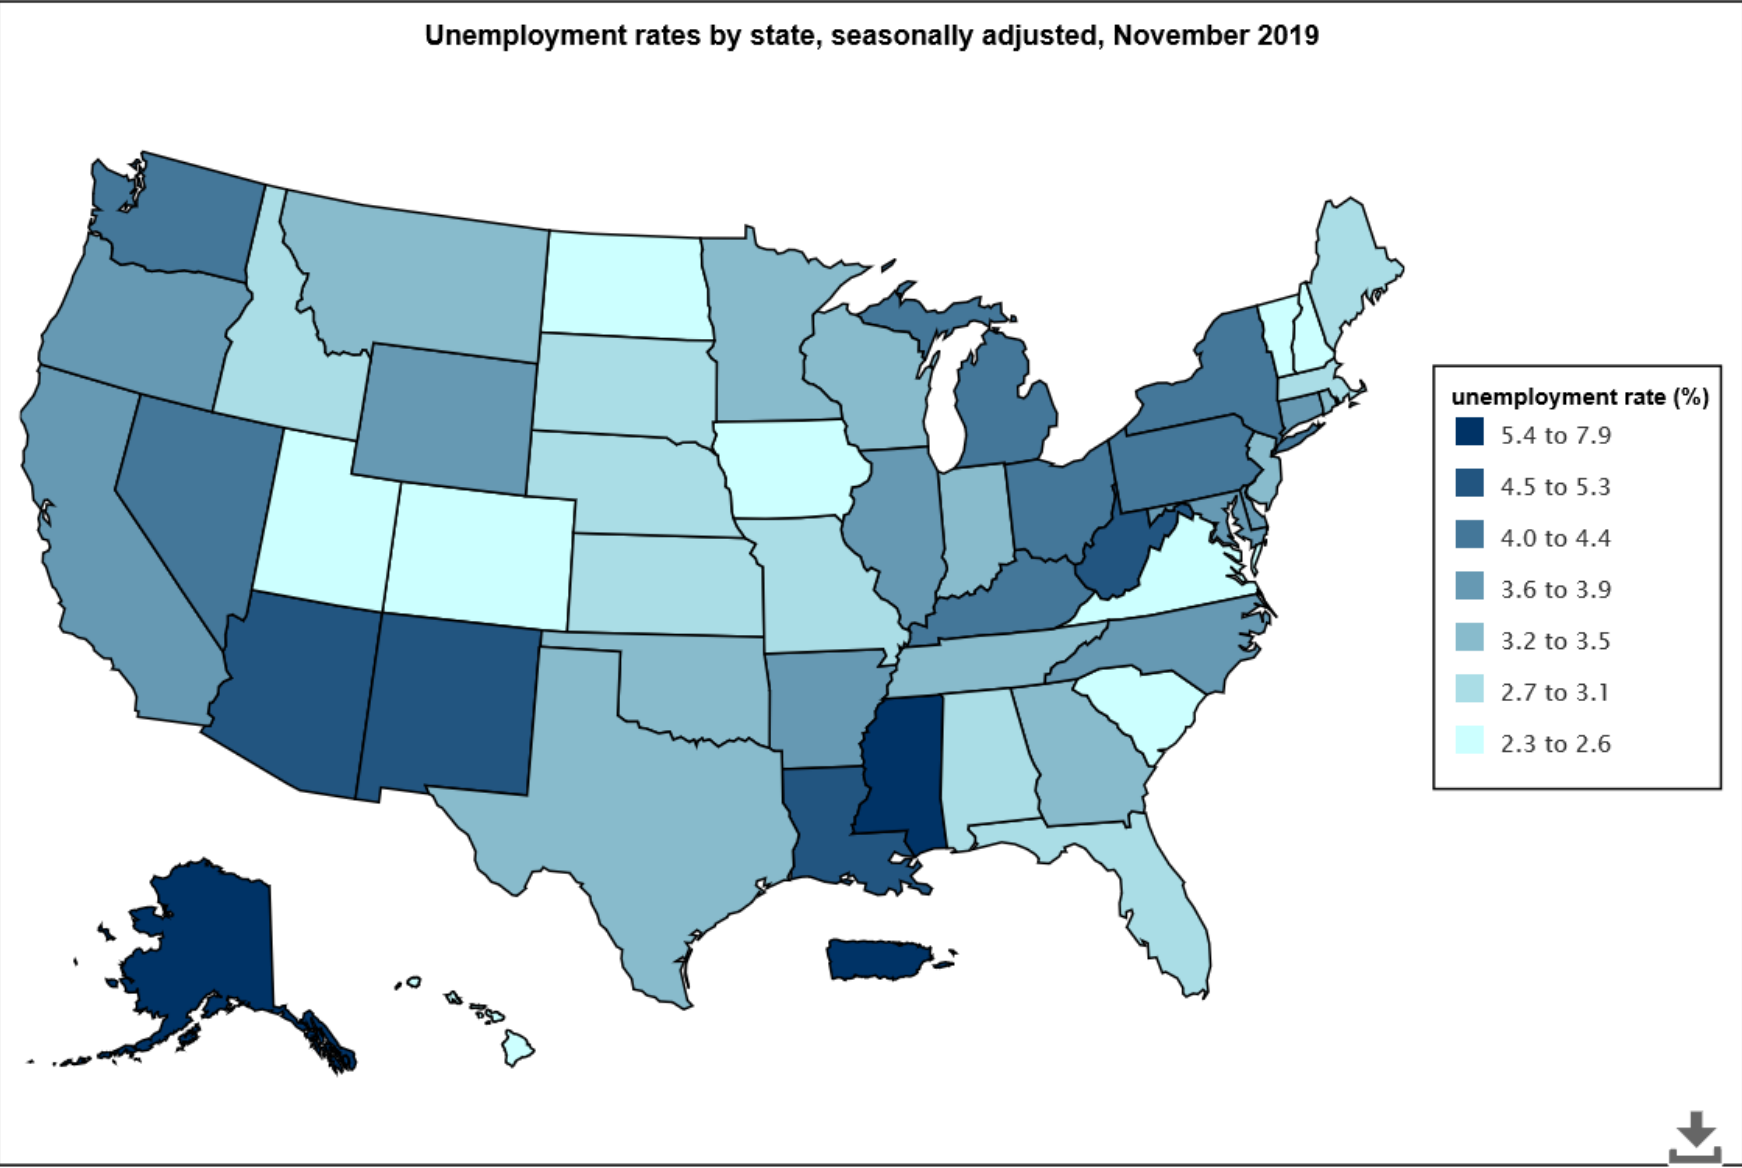 Unemployment rates by state, seasonally adjusted, November 2019
unemployment rate (%)
5.4 to 7.9
4.5 to 5.3
4.0 to 4.4
3.6 to 3.9
3.2 to 3.5
2.7 to 3.1
2.3 to 2.6